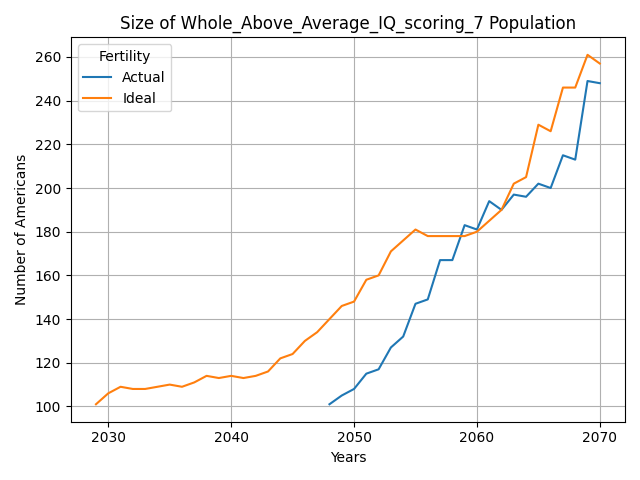 Size of Whole_Above_Average_IQ_scoring_7 Population
Fertility
Actual
Ideal
260
240
220
200
180
160
140
120
100
Number of Americans
2030 2040 2050 2060 2070
Years